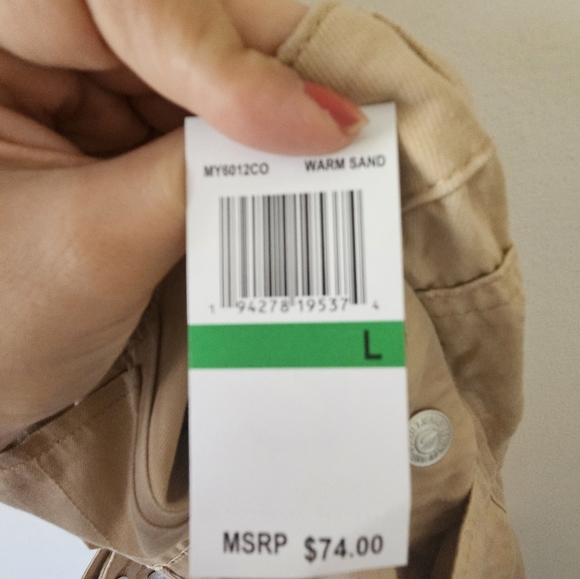 MY6012CO WARM SAND
1 94278 19537 4
L
MSRP $74.00